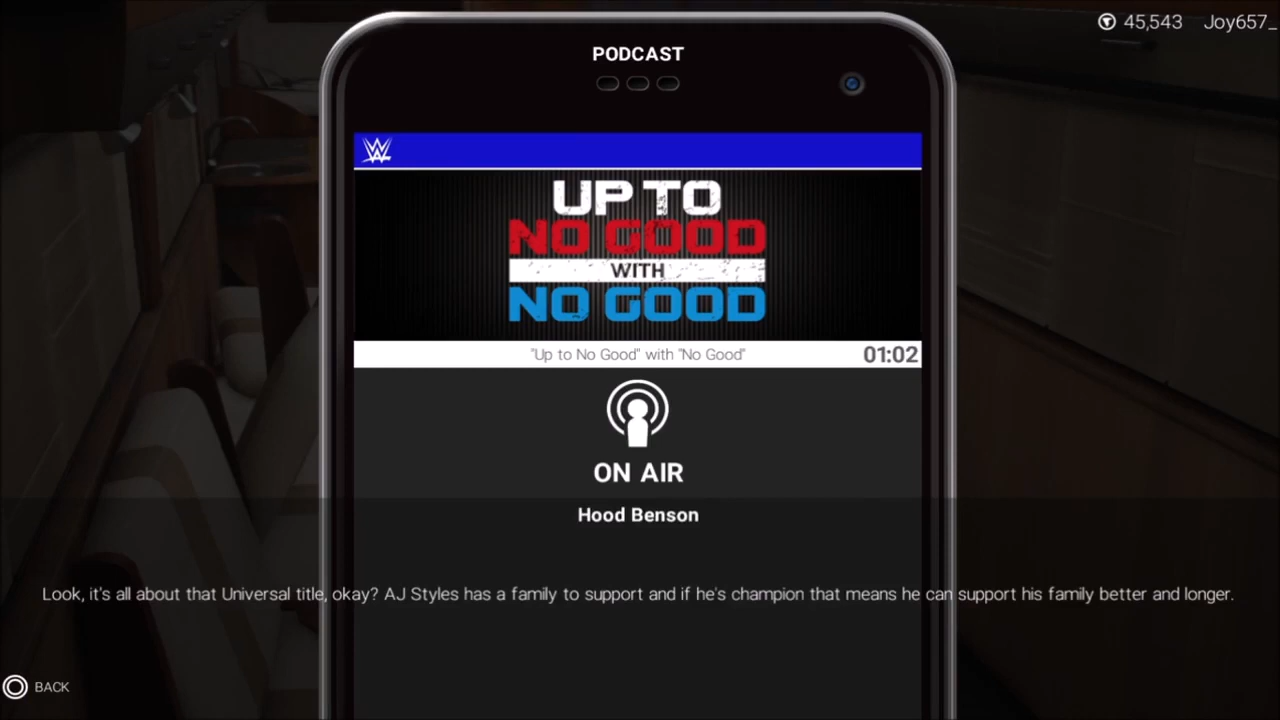 45,543 Joy657_
PODCAST
W
UP TO
NO GOOD
WITH
NO GOOD
"Up to No Good" with "No Good" 01:02
ON AIR
Hood Benson
Look, it's all about that Universal title, okay? AJ Styles has a family to support and if he's champion that means he can support his family better and longer.
BACK